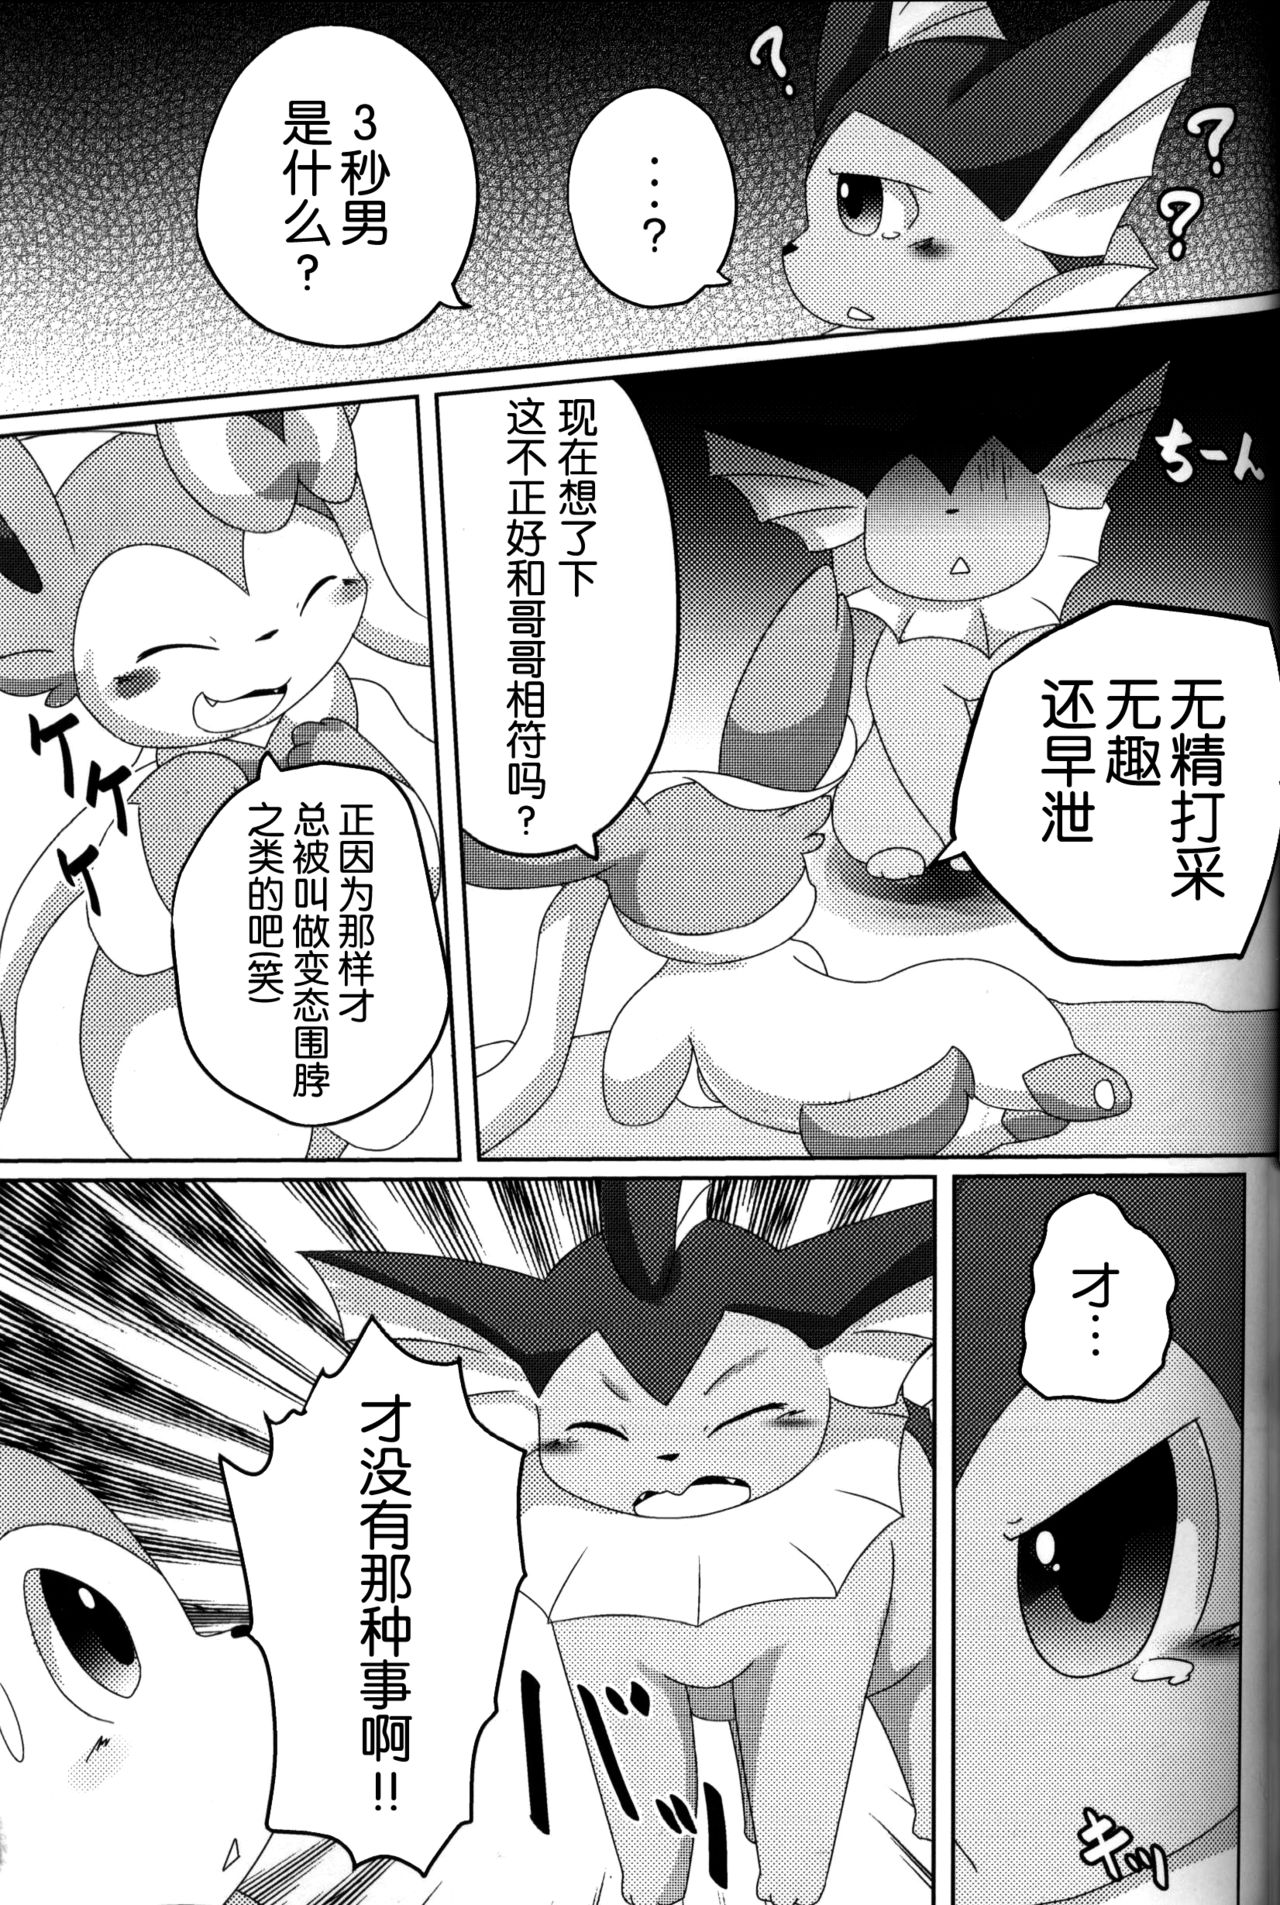 ？
？
？
…？
3秒男
是什么？
ちーん
无精打采
无趣
还早泄
现在想了下
这不正好和哥哥相符吗？
ケケケ
正因为那样才
总被叫做变态围脖
之类的吧(笑)
才…
キッ
才没有那种事啊!!